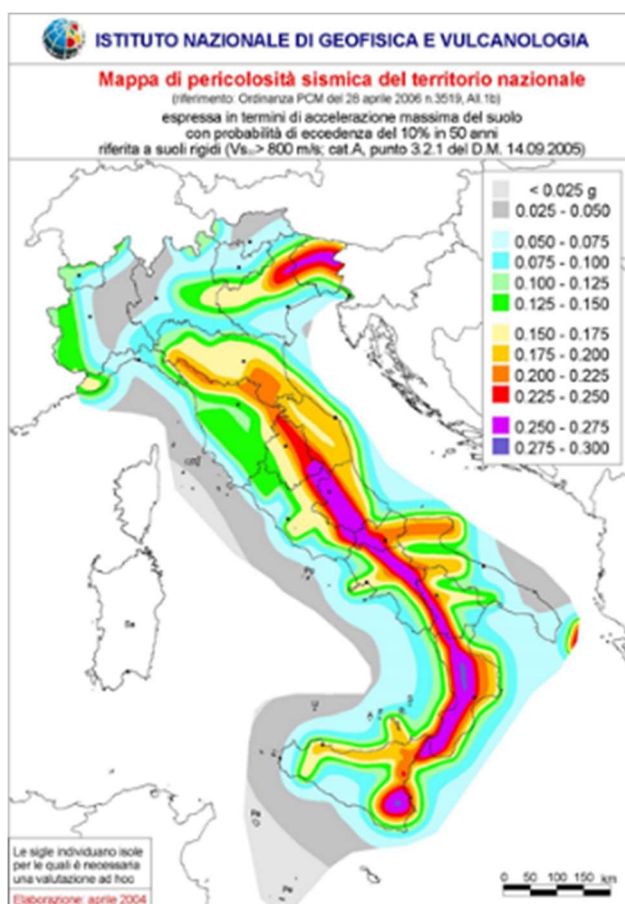 ISTITUTO NAZIONALE DI GEOFISICA E VULCANOLOGIA
Mappa di pericolosità sismica del territorio nazionale
(riferimento: Ordinanza PCM del 28 aprile 2006 n.3519, All.1b)
espressa in termini di accelerazione massima del suolo
con probabilità di eccedenza del 10% in 50 anni
riferita a suoli rigidi (Vs₃₀> 800 m/s; cat.A, punto 3.2.1 del D.M. 14.09.2005)
< 0.025 g
0.025 - 0.050
0.050 - 0.075
0.075 - 0.100
0.100 - 0.125
0.125 - 0.150
0.150 - 0.175
0.175 - 0.200
0.200 - 0.225
0.225 - 0.250
0.250 - 0.275
0.275 - 0.300
Sa
U
Pa
Le sigle individuano isole
per le quali è necessaria
una valutazione ad hoc
Elaborazione: aprile 2004
0 50 100 150 km